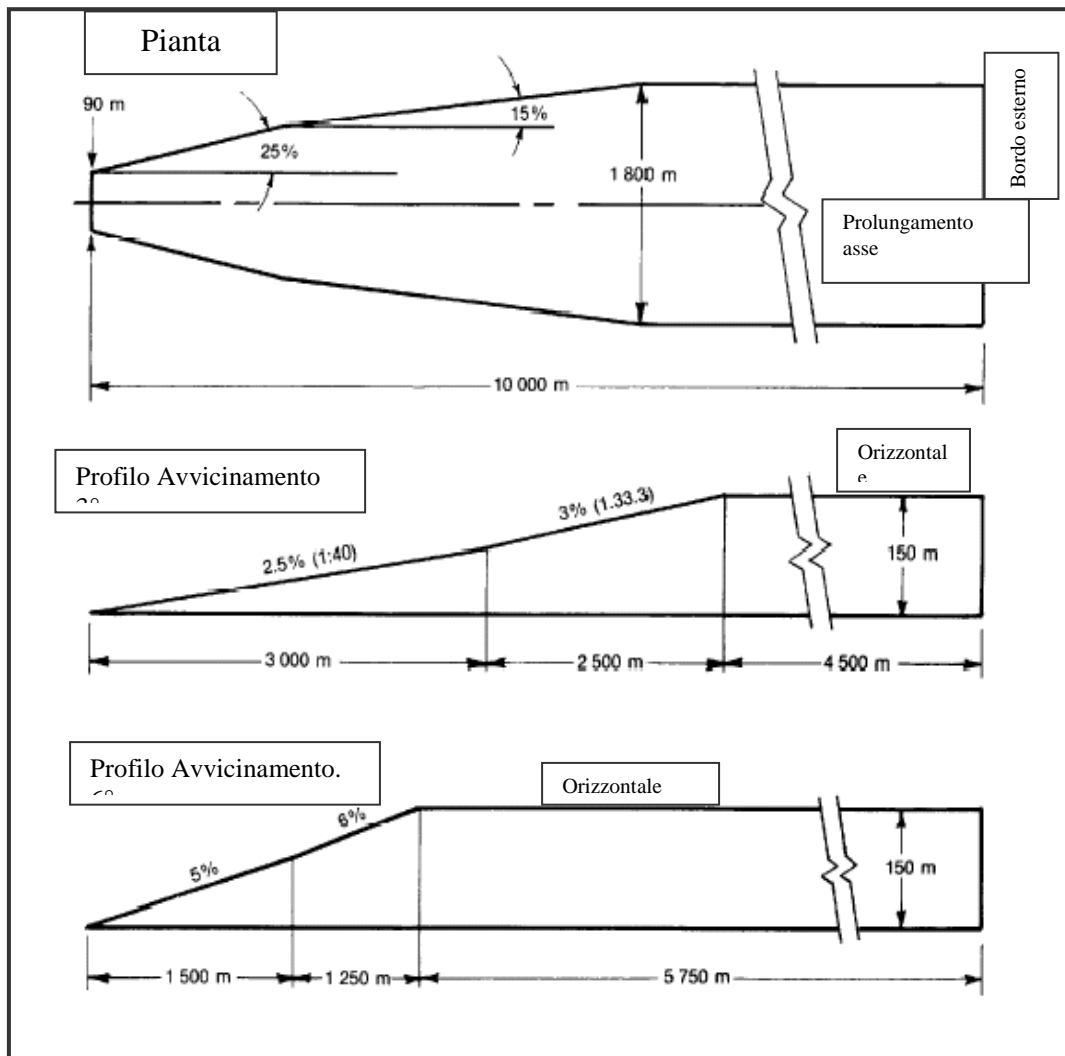 Pianta
90 m
25%
15%
1 800 m
Bordo esterno
Prolungamento
asse
10 000 m
Profilo Avvicinamento
Orizzontal
2.5% (1:40)
3% (1.33.3)
150 m
3 000 m
2 500 m
4 500 m
Profilo Avvicinamento.
Orizzontale
5%
6%
150 m
1 500 m
1 250 m
5 750 m